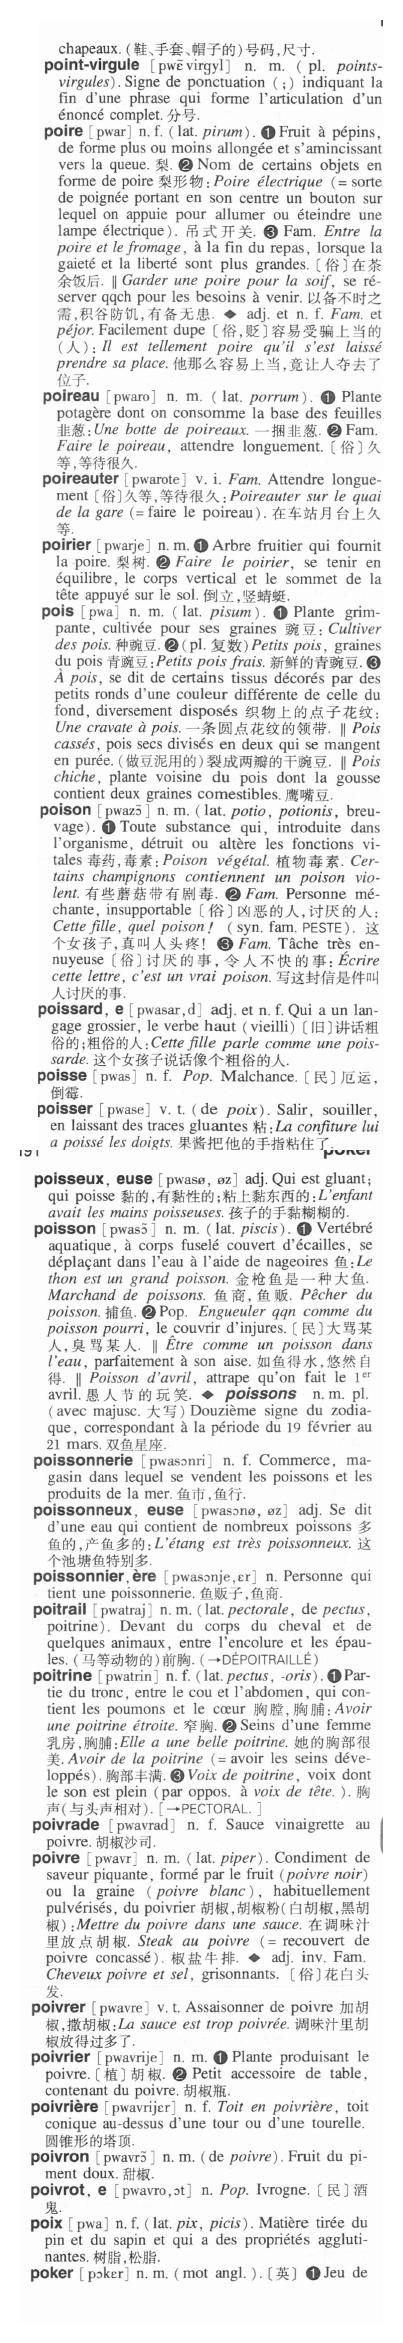 chapeaux. (鞋、手套、帽子的)号码,尺寸.
point-virgule [pwɛ̃virgyl] n. m. ( pl. points-
virgules). Signe de ponctuation (;) indiquant la
fin d'une phrase qui forme l'articulation d'un
énoncé complet. 分号.
poire [pwar] n. f. (lat. pirum). ❶ Fruit à pépins,
de forme plus ou moins allongée et s'amincissant
vers la queue. 梨. ❷ Nom de certains objets en
forme de poire 梨形物: Poire électrique (= sorte
de poignée portant en son centre un bouton sur
lequel on appuie pour allumer ou éteindre une
lampe électrique). 吊式开关. ❸ Fam. Entre la
poire et le fromage, à la fin du repas, lorsque la
gaieté et la liberté sont plus grandes. 〔俗〕在茶
余饭后. ‖ Garder une poire pour la soif, se ré-
server qqch pour les besoins à venir. 以备不时之
需,积谷防饥,有备无患. ◆ adj. et n. f. Fam. et
péjor. Facilement dupe 〔俗,贬〕容易受骗上当的
(人): Il est tellement poire qu'il s'est laissé
prendre sa place. 他那么容易上当,竟让人夺去了
位子.
poireau [pwaro] n. m. ( lat. porrum). ❶ Plante
potagère dont on consomme la base des feuilles
韭葱: Une botte de poireaux. 一捆韭葱. ❷ Fam.
Faire le poireau, attendre longuement. 〔俗〕久
等,等待很久.
poireauter [pwarote] v. i. Fam. Attendre longue-
ment 〔俗〕久等,等待很久: Poireauter sur le quai
de la gare (= faire le poireau). 在车站月台上久
等.
poirier [pwarje] n. m. ❶ Arbre fruitier qui fournit
la poire. 梨树. ❷ Faire le poirier, se tenir en
équilibre, le corps vertical et le sommet de la
tête appuyé sur le sol. 倒立,竖蜻蜓.
pois [pwa] n. m. ( lat. pisum). ❶ Plante grim-
pante, cultivée pour ses graines 豌豆: Cultiver
des pois. 种豌豆. ❷ (pl. 复数) Petits pois, graines
du pois 青豌豆: Petits pois frais. 新鲜的青豌豆. ❸
À pois, se dit de certains tissus décorés par des
petits ronds d'une couleur différente de celle du
fond, diversement disposés 织物上的点子花纹:
Une cravate à pois. 一条圆点花纹的领带. ‖ Pois
cassés, pois secs divisés en deux qui se mangent
en purée. (做豆泥用的)裂成两瓣的干豌豆. ‖ Pois
chiche, plante voisine du pois dont la gousse
contient deux graines comestibles. 鹰嘴豆.
poison [pwazɔ̃] n. m. (lat. potio, potionis, breu-
vage). ❶ Toute substance qui, introduite dans
l'organisme, détruit ou altère les fonctions vi-
tales 毒药,毒素: Poison végétal. 植物毒素. Cer-
tains champignons contiennent un poison vio-
lent. 有些蘑菇带有剧毒. ❷ Fam. Personne mé-
chante, insupportable 〔俗〕凶恶的人,讨厌的人:
Cette fille, quel poison! (syn. fam. PESTE). 这
个女孩子,真叫人头疼! ❸ Fam. Tâche très en-
nuyeuse 〔俗〕讨厌的事,令人不快的事: Écrire
cette lettre, c'est un vrai poison. 写这封信是件叫
人讨厌的事.
poissard, e [pwasar,d] adj. et n. f. Qui a un lan-
gage grossier, le verbe haut (vieilli) 〔旧〕讲话粗
俗的;粗俗的人: Cette fille parle comme une pois-
sarde. 这个女孩子说话像个粗俗的人.
poisse [pwas] n. f. Pop. Malchance. 〔民〕厄运,
倒霉.
poisser [pwase] v. t. (de poix). Salir, souiller,
en laissant des traces gluantes 粘: La confiture lui
a poissé les doigts. 果酱把他的手指粘住了.
191 poker
poisseux, euse [pwasø, øz] adj. Qui est gluant;
qui poisse 黏的,有黏性的;粘上黏东西的: L'enfant
avait les mains poisseuses. 孩子的手黏糊糊的.
poisson [pwasɔ̃] n. m. (lat. piscis). ❶ Vertébré
aquatique, à corps fuselé couvert d'écailles, se
déplaçant dans l'eau à l'aide de nageoires 鱼: Le
thon est un grand poisson. 金枪鱼是一种大鱼.
Marchand de poissons. 鱼商,鱼贩. Pêcher du
poisson. 捕鱼. ❷ Pop. Engueuler qqn comme du
poisson pourri, le couvrir d'injures. 〔民〕大骂某
人,臭骂某人. ‖ Être comme un poisson dans
l'eau, parfaitement à son aise. 如鱼得水,悠然自
得. ‖ Poisson d'avril, attrape qu'on fait le 1er
avril. 愚人节的玩笑. ◆ poissons n. m. pl.
(avec majusc. 大写) Douzième signe du zodia-
que, correspondant à la période du 19 février au
21 mars. 双鱼星座.
poissonnerie [pwasɔnri] n. f. Commerce, ma-
gasin dans lequel se vendent les poissons et les
produits de la mer. 鱼市,鱼行.
poissonneux, euse [pwasɔnø, øz] adj. Se dit
d'une eau qui contient de nombreux poissons 多
鱼的,产鱼多的: L'étang est très poissonneux. 这
个池塘鱼特别多.
poissonnier, ère [pwasɔnje,ɛr] n. Personne qui
tient une poissonnerie. 鱼贩子,鱼商.
poitrail [pwatraj] n. m. (lat. pectorale, de pectus,
poitrine). Devant du corps du cheval et de
quelques animaux, entre l'encolure et les épau-
les. (马等动物的)前胸. (→DÉPOITRAILLÉ)
poitrine [pwatrin] n. f. (lat. pectus, -oris). ❶ Par-
tie du tronc, entre le cou et l'abdomen, qui con-
tient les poumons et le cœur 胸膛,胸脯: Avoir
une poitrine étroite. 窄胸. ❷ Seins d'une femme
乳房,胸脯: Elle a une belle poitrine. 她的胸部很
美. Avoir de la poitrine (= avoir les seins déve-
loppés). 胸部丰满. ❸ Voix de poitrine, voix dont
le son est plein (par oppos. à voix de tête. ). 胸
声(与头声相对). [→PECTORAL. ]
poivrade [pwavrad] n. f. Sauce vinaigrette au
poivre. 胡椒沙司.
poivre [pwavr] n. m. (lat. piper). Condiment de
saveur piquante, formé par le fruit (poivre noir)
ou la graine ( poivre blanc), habituellement
pulvérisés, du poivrier 胡椒,胡椒粉(白胡椒,黑胡
椒): Mettre du poivre dans une sauce. 在调味汁
里放点胡椒. Steak au poivre (= recouvert de
poivre concassé). 椒盐牛排. ◆ adj. inv. Fam.
Cheveux poivre et sel, grisonnants. 〔俗〕花白头
发.
poivrer [pwavre] v. t. Assaisonner de poivre 加胡
椒,撒胡椒: La sauce est trop poivrée. 调味汁里胡
椒放得过多了.
poivrier [pwavrije] n. m. ❶ Plante produisant le
poivre. 〔植〕胡椒. ❷ Petit accessoire de table,
contenant du poivre. 胡椒瓶.
poivrière [pwavrijɛr] n. f. Toit en poivrière, toit
conique au-dessus d'une tour ou d'une tourelle.
圆锥形的塔顶.
poivron [pwavrɔ̃] n. m. (de poivre). Fruit du pi-
ment doux. 甜椒.
poivrot, e [pwavro,ɔt] n. Pop. Ivrogne. 〔民〕酒
鬼.
poix [pwa] n. f. (lat. pix, picis). Matière tirée du
pin et du sapin et qui a des propriétés aggluti-
nantes. 树脂,松脂.
poker [pɔkɛr] n. m. (mot angl. ). 〔英〕 ❶ Jeu de